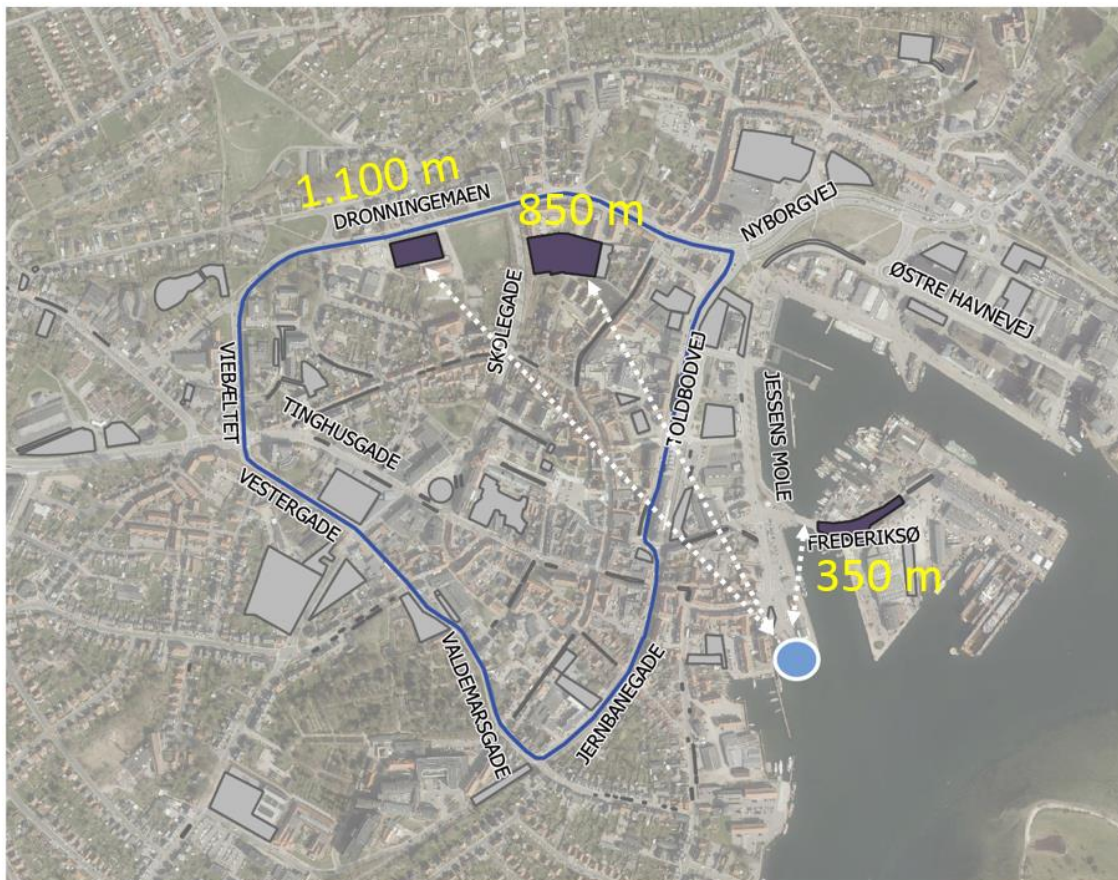 1.100 m
DRONNINGEMAEN
850 m
NYBORGVEJ
ØSTRE HAVNEVEJ
SKOLEGADE
VIEBÆLTET
TOLDBODVEJ
JESSENS MOLE
TINGHUSGADE
VESTERGADE
FREDERIKSØ
350 m
VALDEMARSGADE
JERNBANEGADE